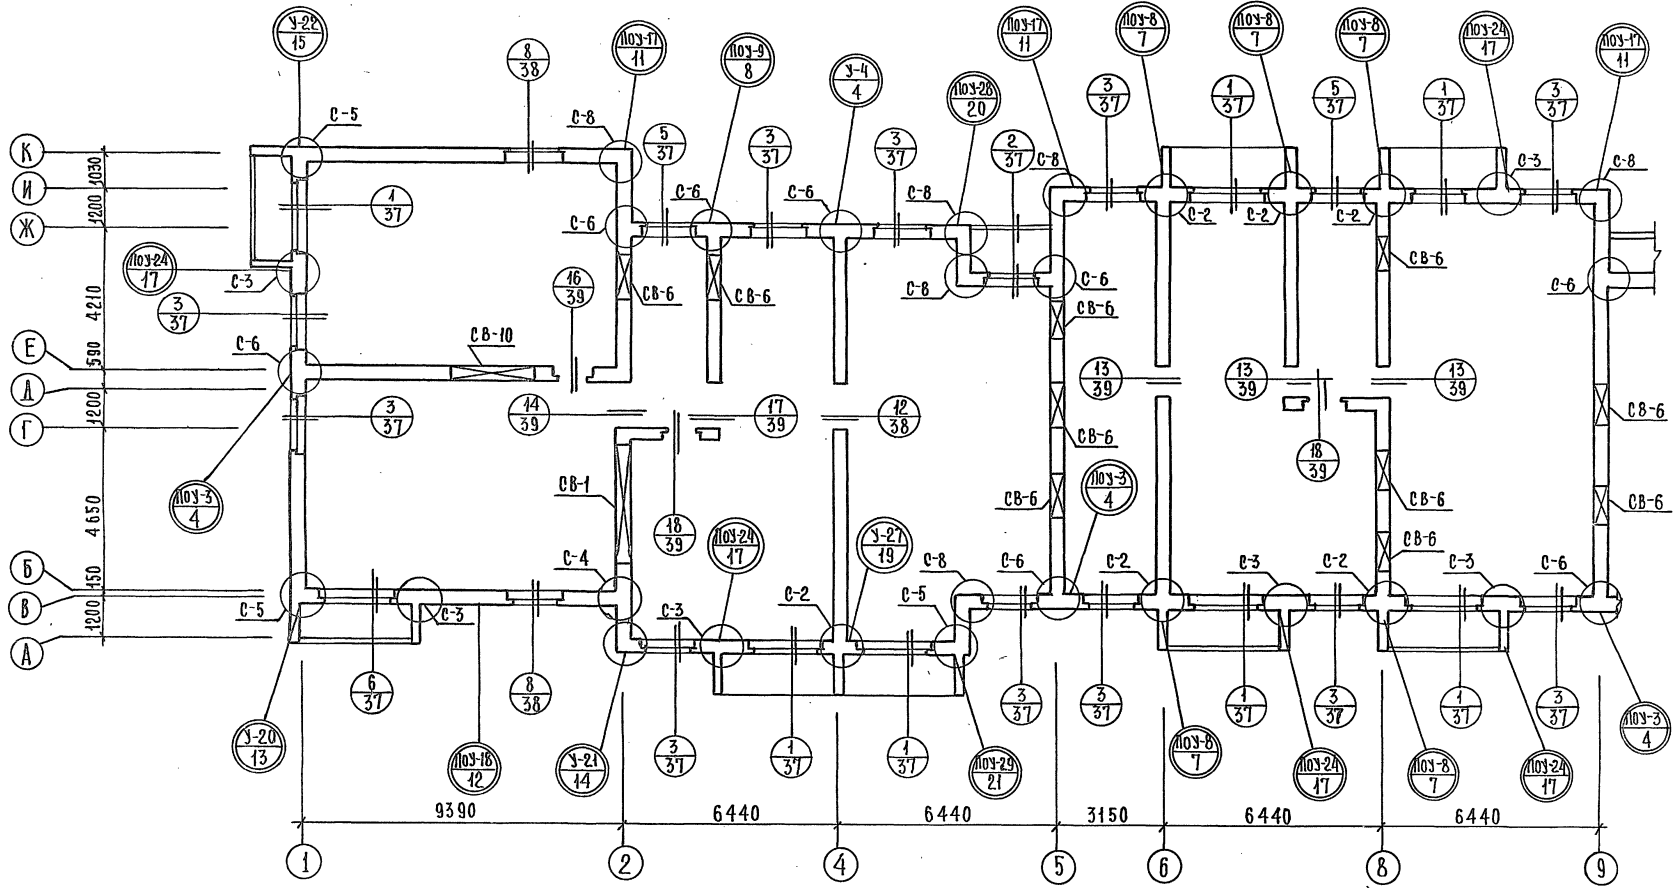 У-22
15
ПОУ-17
11
8
38
ПОУ-9
8
У-4
4
ПОУ-28
20
ПОУ-17
11
ПОУ-8
7
ПОУ-8
7
ПОУ-8
7
ПОУ-24
17
ПОУ-17
11
3
37
1
37
5
37
1
37
3
37
С-5
С-8
5
37
3
37
3
37
2
37
С-8
С-3
С-8
К
И
Ж
1030
1200
1
37
С-6
С-6
С-6
С-8
С-2
С-2
С-2
ПОУ-24
17
С-3
16
39
СВ-6
СВ-6
С-8
С-6
СВ-6
С-6
3
37
4210
СВ-6
С-6
СВ-10
Е
590
Д
1200
Г
3
37
14
39
17
39
12
38
13
39
13
39
13
39
СВ-6
СВ-6
18
39
ПОУ-3
4
СВ-1
СВ-6
ПОУ-3
4
СВ-6
СВ-6
4650
18
39
ПОУ-24
17
У-27
19
СВ-6
Б
150
В
1200
А
С-4
С-8
С-6
С-2
С-3
С-2
С-3
С-6
С-5
С-3
С-3
С-2
С-5
6
37
8
38
3
37
3
37
1
37
3
37
1
37
3
37
У-20
13
ПОУ-18
12
У-21
14
3
37
1
37
1
37
ПОУ-29
21
ПОУ-8
7
ПОУ-24
17
ПОУ-8
7
ПОУ-24
17
ПОУ-3
4
9390
6440
6440
3150
6440
6440
1
2
4
5
6
8
9